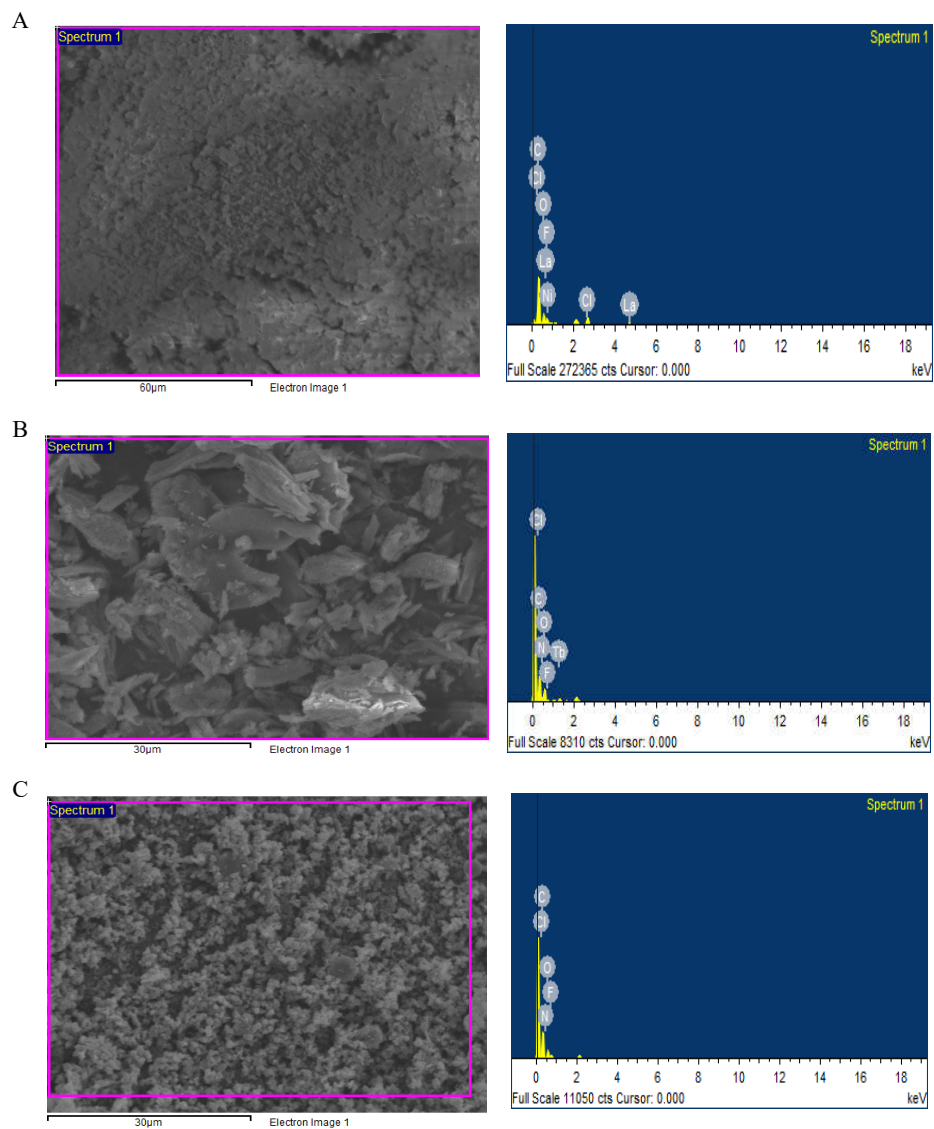 A
Spectrum 1
60µm Electron Image 1
Spectrum 1
C
Cl
O
F
La
Ni Cl La
0 2 4 6 8 10 12 14 16 18
Full Scale 272365 cts Cursor: 0.000 keV
B
Spectrum 1
30µm Electron Image 1
Spectrum 1
Cl
C
O
N Tb
F
0 2 4 6 8 10 12 14 16 18
Full Scale 8310 cts Cursor: 0.000 keV
C
Spectrum 1
30µm Electron Image 1
Spectrum 1
C
Cl
O
F
N
0 2 4 6 8 10 12 14 16 18
Full Scale 11050 cts Cursor: 0.000 keV